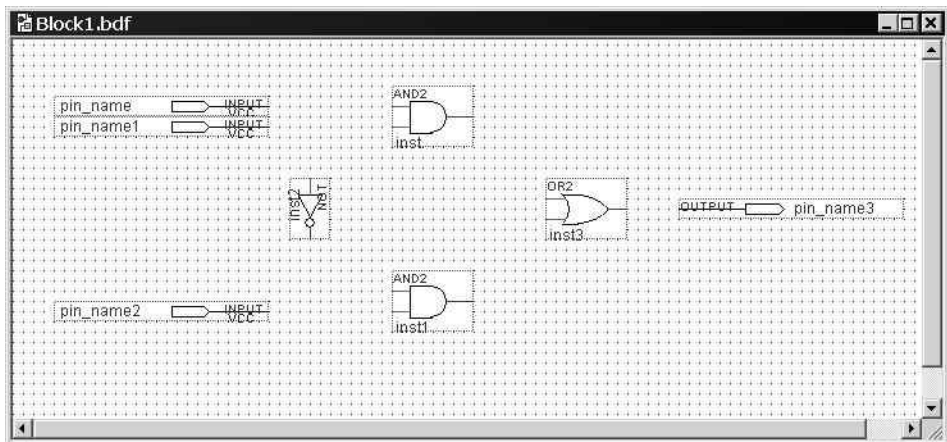 Block1.bdf
AND2
pin_name INPUT
VCC
pin_name1 INPUT
VCC
inst
inst2 NOT
OR2
OUTPUT pin_name3
inst3
AND2
pin_name2 INPUT
VCC
inst1